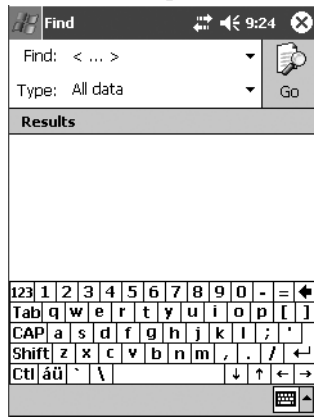 Find 9:24
Find: < ... >
Type: All data
Go
Results
123 1 2 3 4 5 6 7 8 9 0 - =
Tab q w e r t y u i o p [ ]
CAP a s d f g h j k l ; '
Shift z x c v b n m , . /
Ctl áü ` \ ↓ ↑ ← →